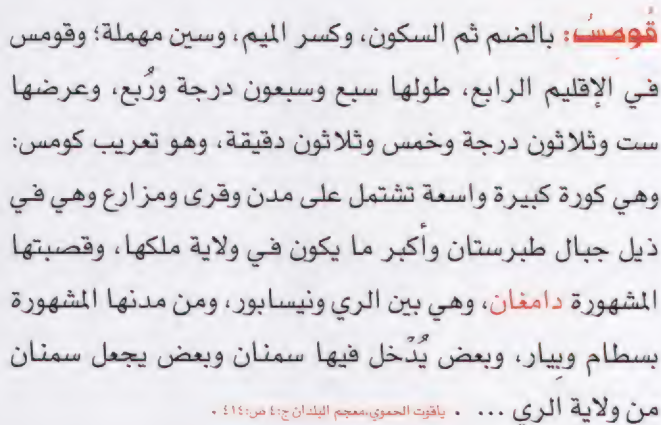 قُومِسُ: بالضم ثم السكون، وكسر الميم، وسين مهملة؛ وقومس
في الإقليم الرابع، طولها سبع وسبعون درجة ورُبع، وعرضها
ست وثلاثون درجة وخمس وثلاثون دقيقة، وهو تعريب كومس:
وهي كورة كبيرة واسعة تشتمل على مدن وقرى ومزارع وهي في
ذيل جبال طبرستان وأكبر ما يكون في ولاية ملكها، وقصبتها
المشهورة دامغان، وهي بين الري ونيسابور، ومن مدنها المشهورة
بسطام وبِيار، وبعض يُدْخل فيها سمنان وبعض يجعل سمنان
من ولاية الري ... . ياقوت الحموي،معجم البلدان ج:٤ ص:٤١٤ .